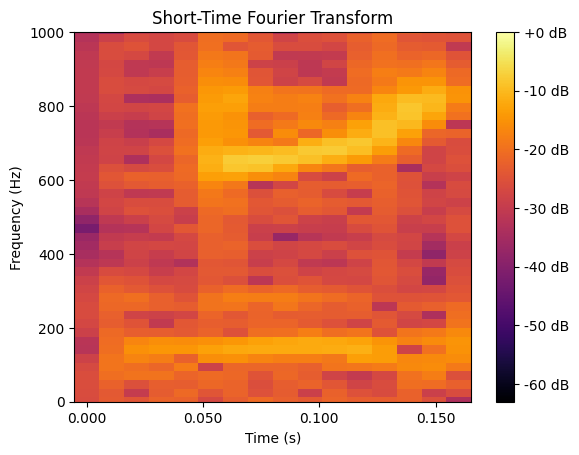 Short-Time Fourier Transform
1000
800
600
400
200
0
Frequency (Hz)
0.000
0.050
0.100
0.150
Time (s)
+0 dB
-10 dB
-20 dB
-30 dB
-40 dB
-50 dB
-60 dB